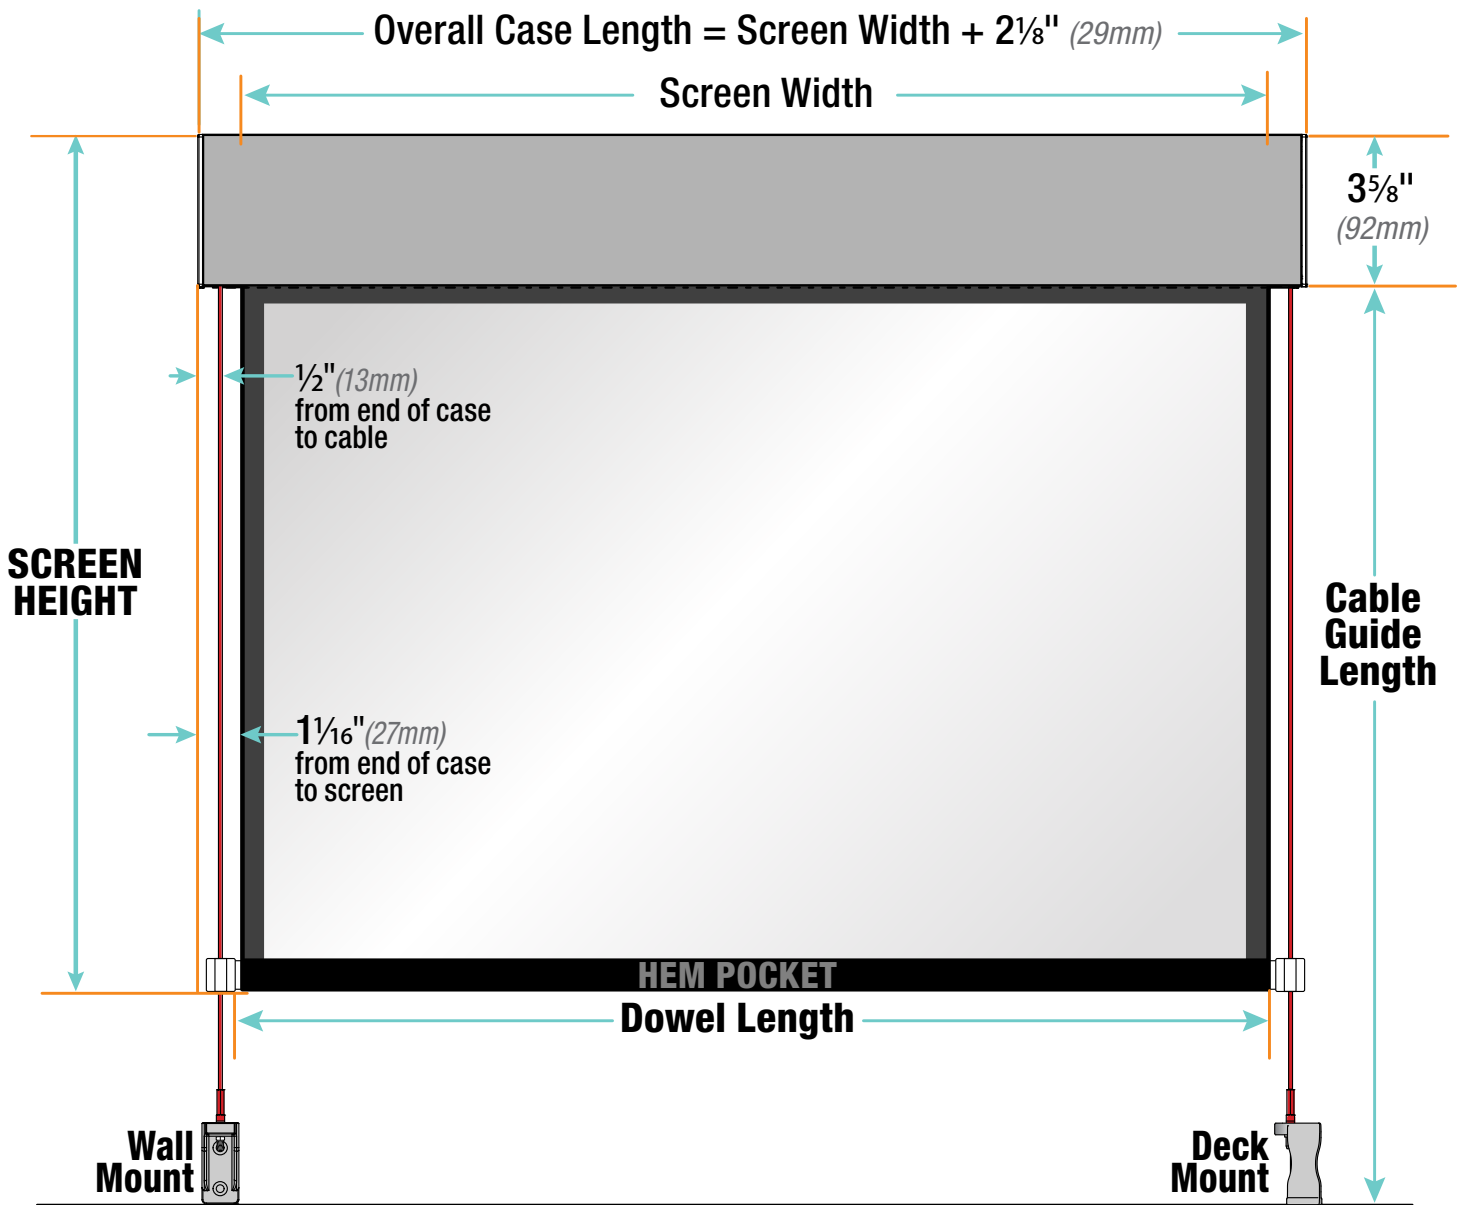 Overall Case Length = Screen Width + 2⅛" (29mm)
Screen Width
3⅝"
(92mm)
½"(13mm)
from end of case
to cable
SCREEN
HEIGHT
Cable
Guide
Length
1 1⁄16"(27mm)
from end of case
to screen
HEM POCKET
Dowel Length
Wall
Mount
Deck
Mount